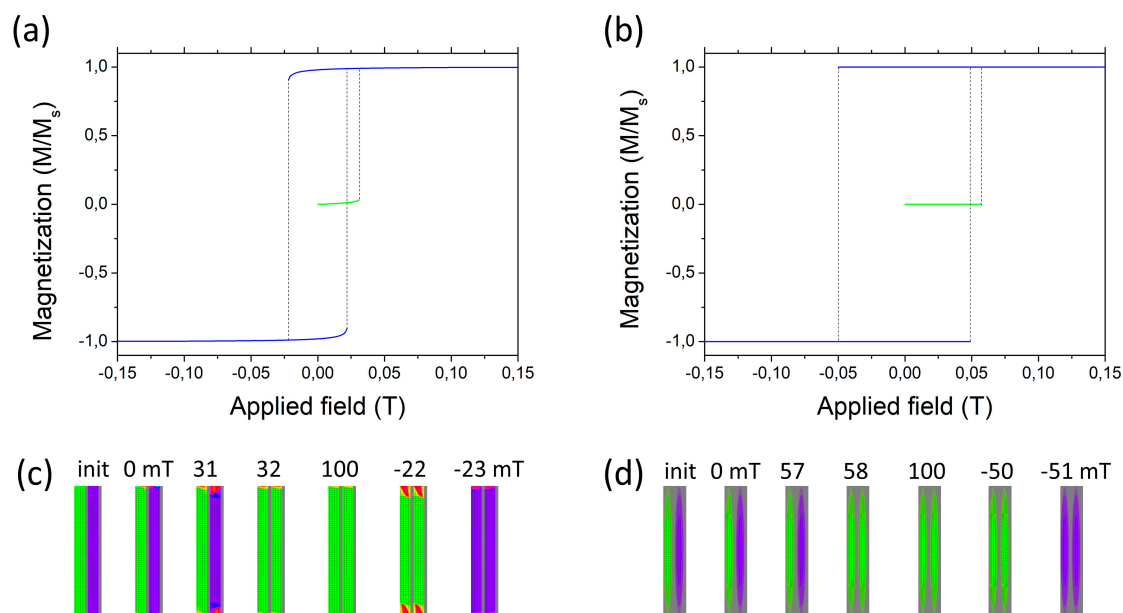 (a)
Magnetization (M/Ms)
1,0
0,5
0,0
-0,5
-1,0
-0,15 -0,10 -0,05 0,00 0,05 0,10 0,15
Applied field (T)
(b)
Magnetization (M/Ms)
1,0
0,5
0,0
-0,5
-1,0
-0,15 -0,10 -0,05 0,00 0,05 0,10 0,15
Applied field (T)
(c) init 0 mT 31 32 100 -22 -23 mT
(d) init 0 mT 57 58 100 -50 -51 mT